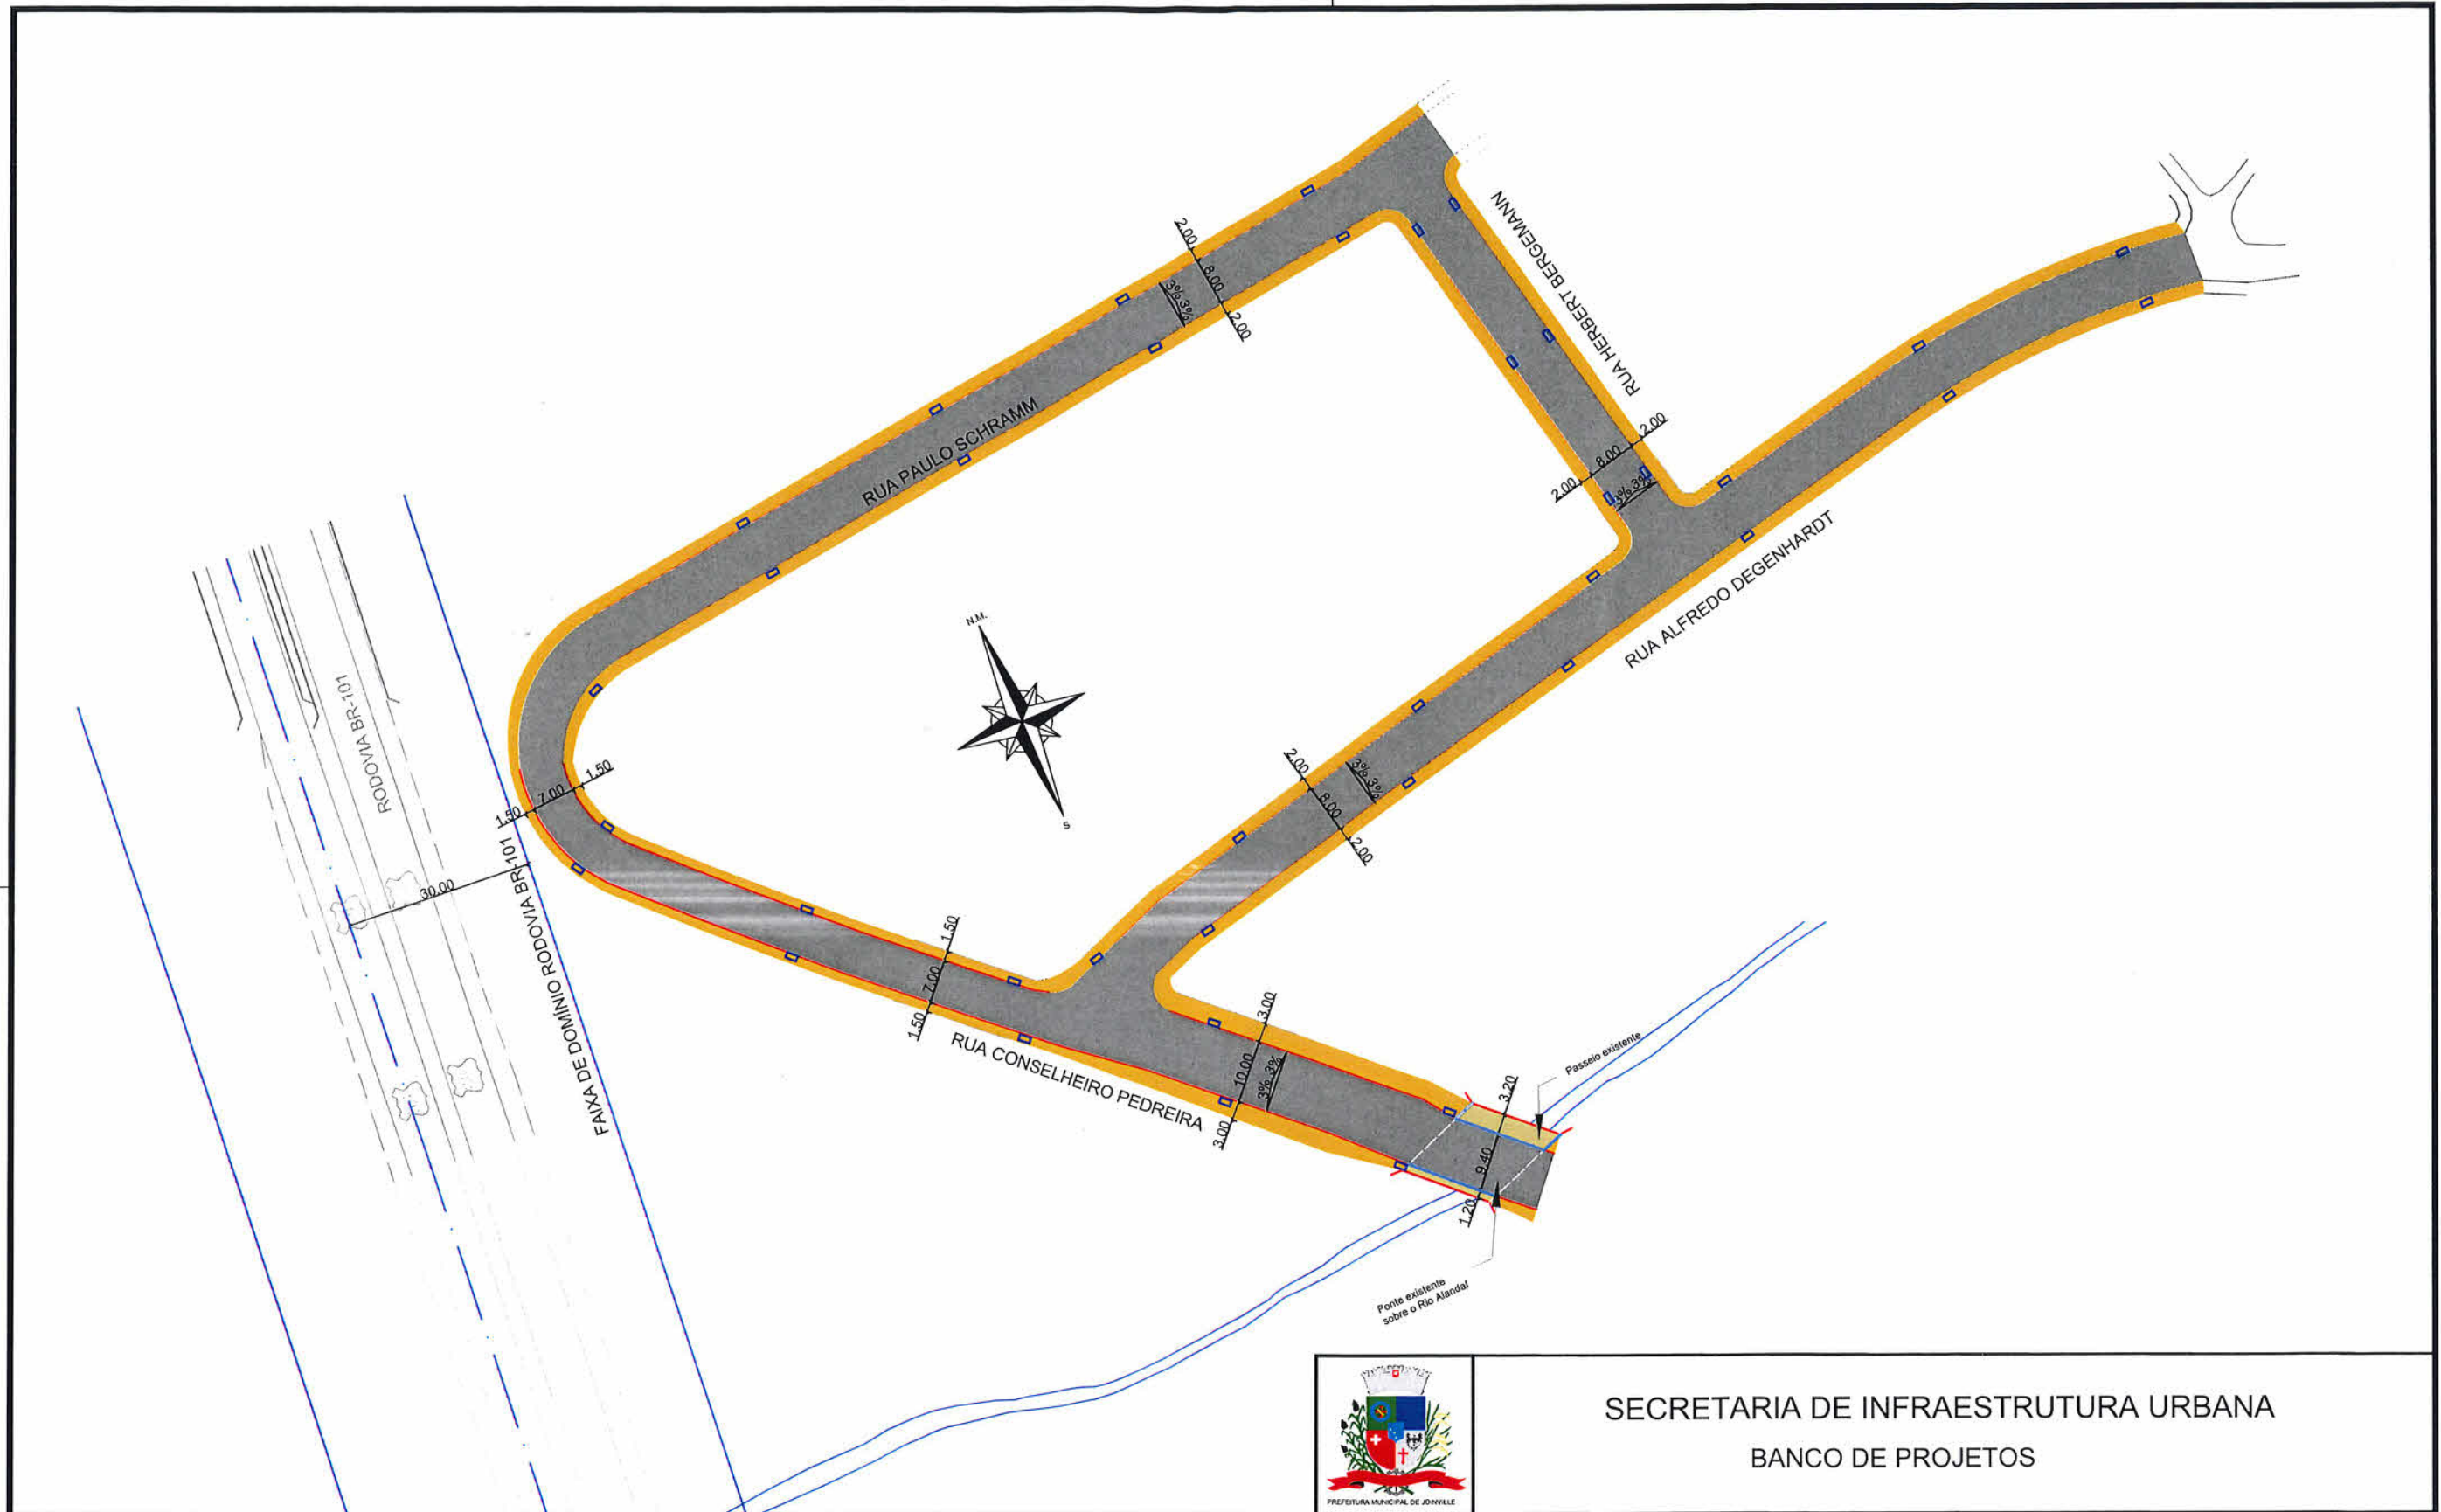 RUA HERBERT BERGEMANN
2.00
8.00
2.00
3% 3%
RUA PAULO SCHRAMM
2.00
8.00
2.00
3% 3%
RUA ALFREDO DEGENHARDT
N.M.
S
RODOVIA BR-101
1.50
7.00
1.50
30.00
FAIXA DE DOMÍNIO RODOVIA BR-101
2.00
8.00
2.00
3% 3%
1.50
7.00
1.50
RUA CONSELHEIRO PEDREIRA
3.00
10.00
3.00
3% 3%
Passeio existente
3.20
9.40
1.20
Ponte existente
sobre o Rio Alandaf
PREFEITURA MUNICIPAL DE JOINVILLE
SECRETARIA DE INFRAESTRUTURA URBANA
BANCO DE PROJETOS